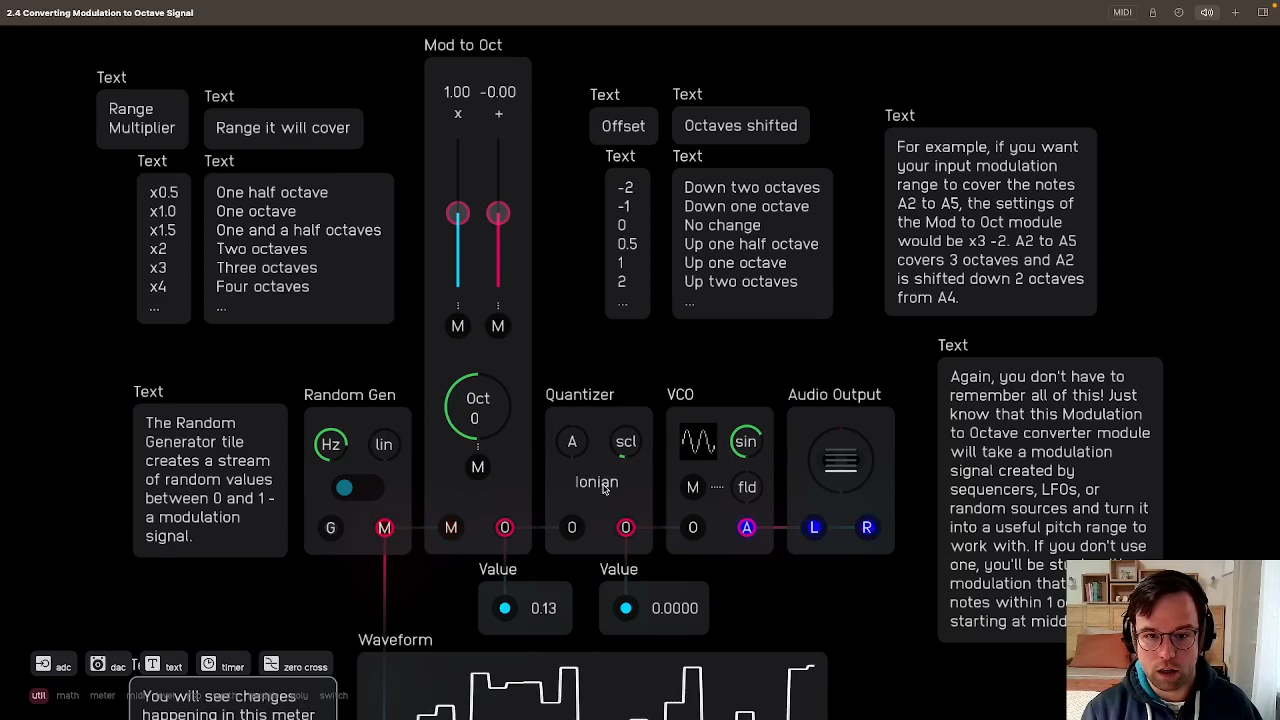 2.4 Converting Modulation to Octave Signal
MIDI
Mod to Oct
1.00 -0.00
x +
M M
Oct
0
M
M O
Text
Range
Multiplier
Text
Range it will cover
Text
x0.5
x1.0
x1.5
x2
x3
x4
...
Text
One half octave
One octave
One and a half octaves
Two octaves
Three octaves
Four octaves
...
Text
Offset
Text
Octaves shifted
Text
-2
-1
0
0.5
1
2
...
Text
Down two octaves
Down one octave
No change
Up one half octave
Up one octave
Up two octaves
...
Text
For example, if you want
your input modulation
range to cover the notes
A2 to A5, the settings of
the Mod to Oct module
would be x3 -2. A2 to A5
covers 3 octaves and A2
is shifted down 2 octaves
from A4.
Text
The Random
Generator tile
creates a stream
of random values
between 0 and 1 -
a modulation
signal.
Random Gen
Hz lin
G M
Quantizer
A scl
Ionian
O O
VCO
sin
M fld
O A
Audio Output
L R
Text
Again, you don't have to
remember all of this! Just
know that this Modulation
to Octave converter module
will take a modulation
signal created by
sequencers, LFOs, or
random sources and turn it
into a useful pitch range to
work with. If you don't use
one, you'll be
modulation that
notes within 1
starting at
Value
0.13
Value
0.0000
Waveform
adc dac text timer zero cross
util math meter switch
You will see changes
happening in this meter